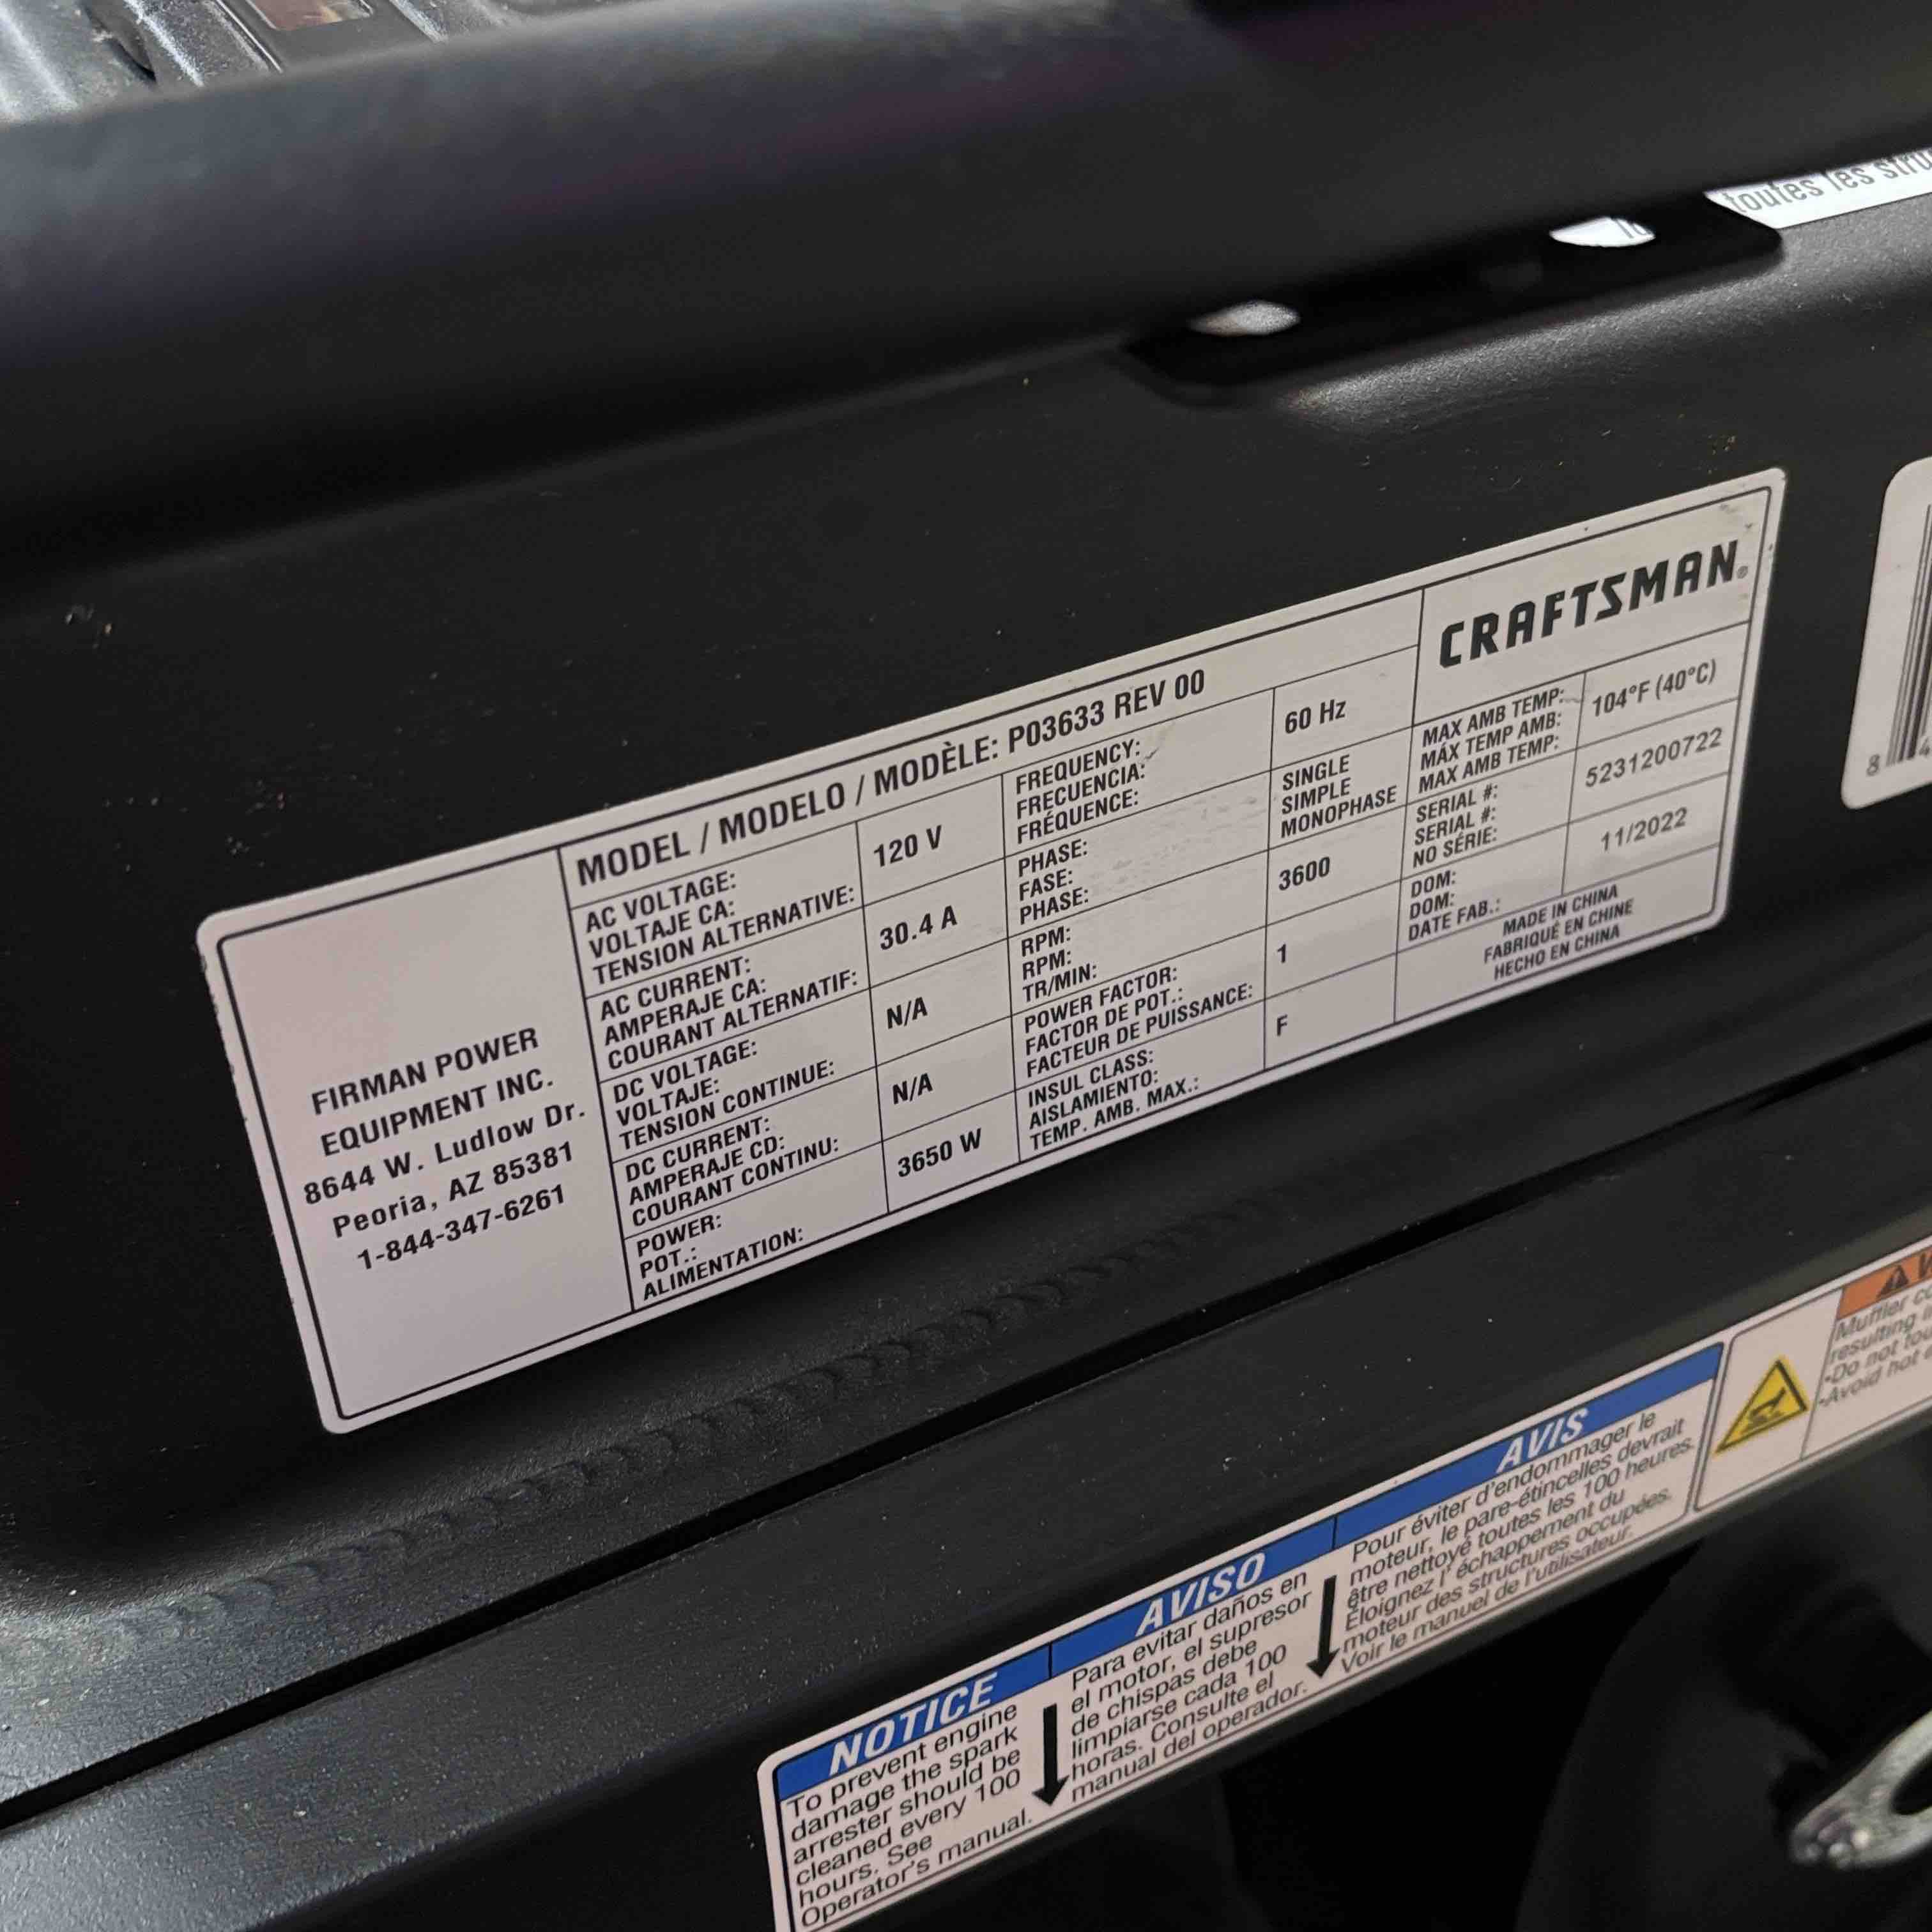 toutes les
CRAFTSMAN®
MODEL / MODELO / MODÈLE: P03633 REV 00
FIRMAN POWER
EQUIPMENT INC.
8644 W. Ludlow Dr.
Peoria, AZ 85381
1-844-347-6261
AC VOLTAGE:
VOLTAJE CA:
TENSION ALTERNATIVE:
120 V
AC CURRENT:
AMPERAJE CA:
COURANT ALTERNATIF:
30.4 A
DC VOLTAGE:
VOLTAJE:
TENSION CONTINUE:
N/A
DC CURRENT:
AMPERAJE CD:
COURANT CONTINU:
N/A
POWER:
POT.:
ALIMENTATION:
3650 W
FREQUENCY:
FRECUENCIA:
FRÉQUENCE:
60 Hz
PHASE:
FASE:
PHASE:
SINGLE
SIMPLE
MONOPHASE
RPM:
RPM:
TR/MIN:
3600
POWER FACTOR:
FACTOR DE POT.:
FACTEUR DE PUISSANCE:
1
INSUL CLASS:
AISLAMIENTO:
TEMP. AMB. MAX.:
F
MAX AMB TEMP:
MÁX TEMP AMB:
MAX AMB TEMP:
104°F (40°C)
SERIAL #:
SERIAL #:
NO SÉRIE:
5231200722
DOM:
DOM:
DATE FAB.:
11/2022
MADE IN CHINA
FABRIQUÉ EN CHINE
HECHO EN CHINA
8
NOTICE
To prevent engine
damage the spark
arrester should be
cleaned every 100
hours. See
Operator's manual.
AVISO
Para evitar daños en
el motor, el supresor
de chispas debe
limpiarse cada 100
horas. Consulte el
manual del operador.
AVIS
Pour éviter d'endommager le
moteur, le pare-étincelles devrait
être nettoyé toutes les 100 heures.
Éloignez l'échappement du
moteur des structures occupées.
Voir le manuel de l'utilisateur.
Muffler
resulting
•Do not
•Avoid hot